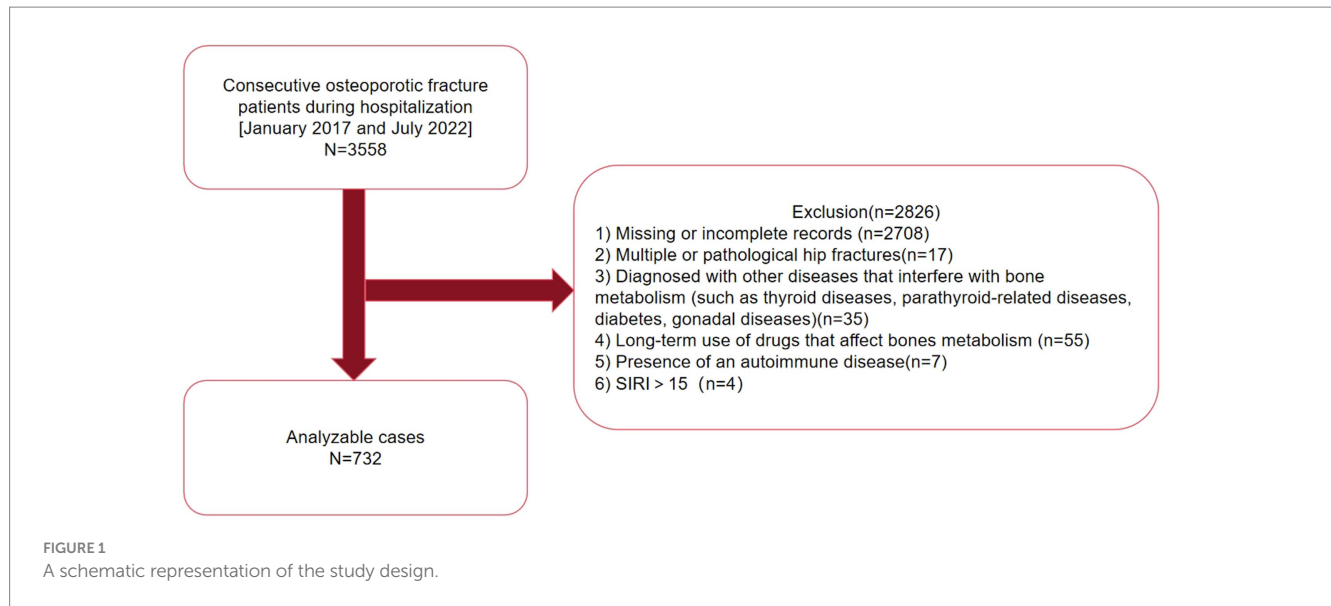 Consecutive osteoporotic fracture
patients during hospitalization
[January 2017 and July 2022]
N=3558
Exclusion(n=2826)
1) Missing or incomplete records (n=2708)
2) Multiple or pathological hip fractures(n=17)
3) Diagnosed with other diseases that interfere with bone
metabolism (such as thyroid diseases, parathyroid-related diseases,
diabetes, gonadal diseases)(n=35)
4) Long-term use of drugs that affect bones metabolism (n=55)
5) Presence of an autoimmune disease(n=7)
6) SIRI > 15 (n=4)
Analyzable cases
N=732
FIGURE 1
A schematic representation of the study design.